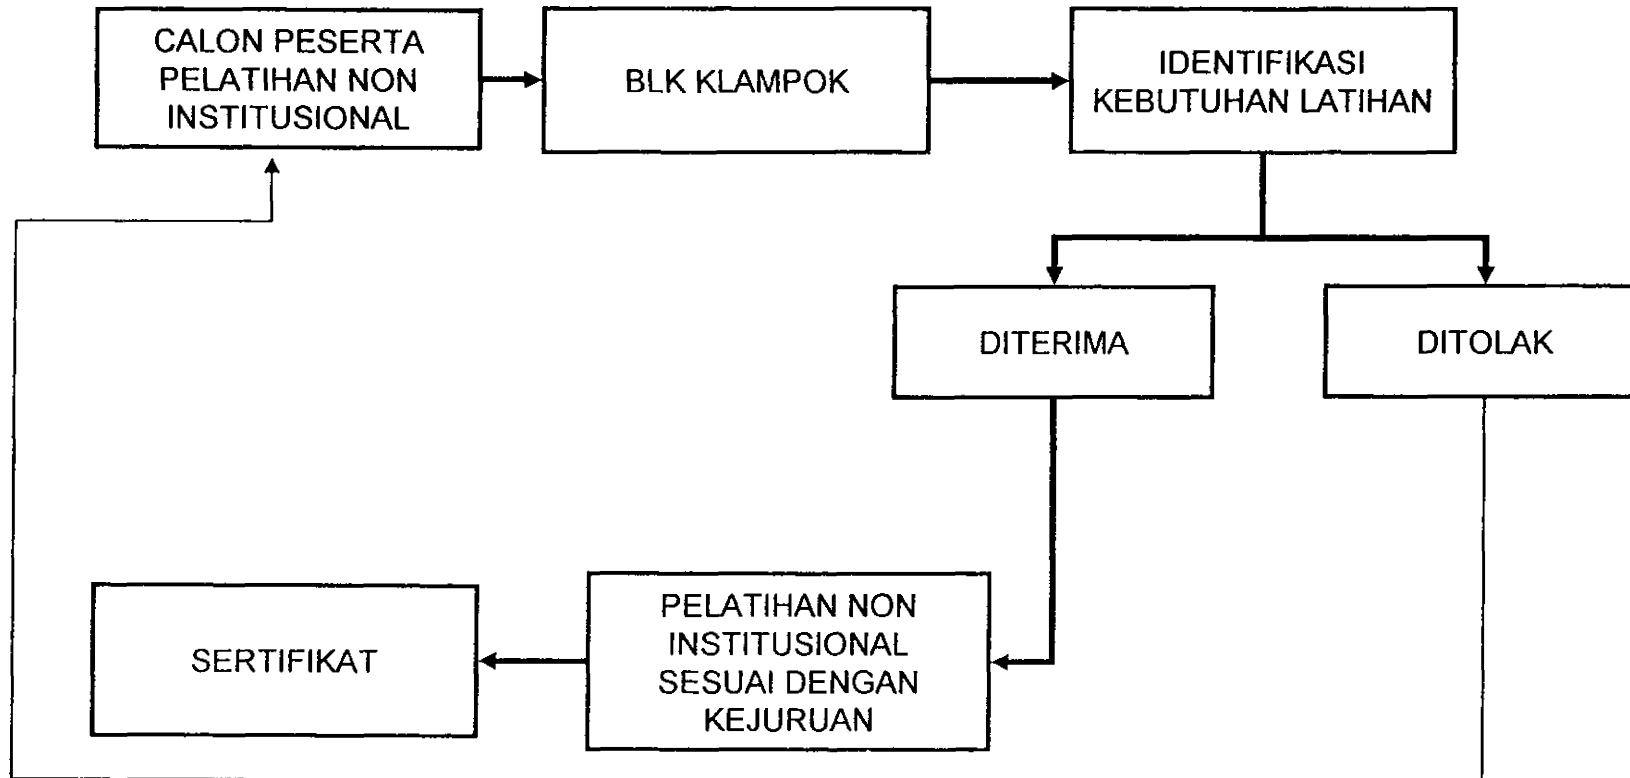 CALON PESERTA
PELATIHAN NON
INSTITUSIONAL
BLK KLAMPOK
IDENTIFIKASI
KEBUTUHAN LATIHAN
DITERIMA
DITOLAK
SERTIFIKAT
PELATIHAN NON
INSTITUSIONAL
SESUAI DENGAN
KEJURUAN